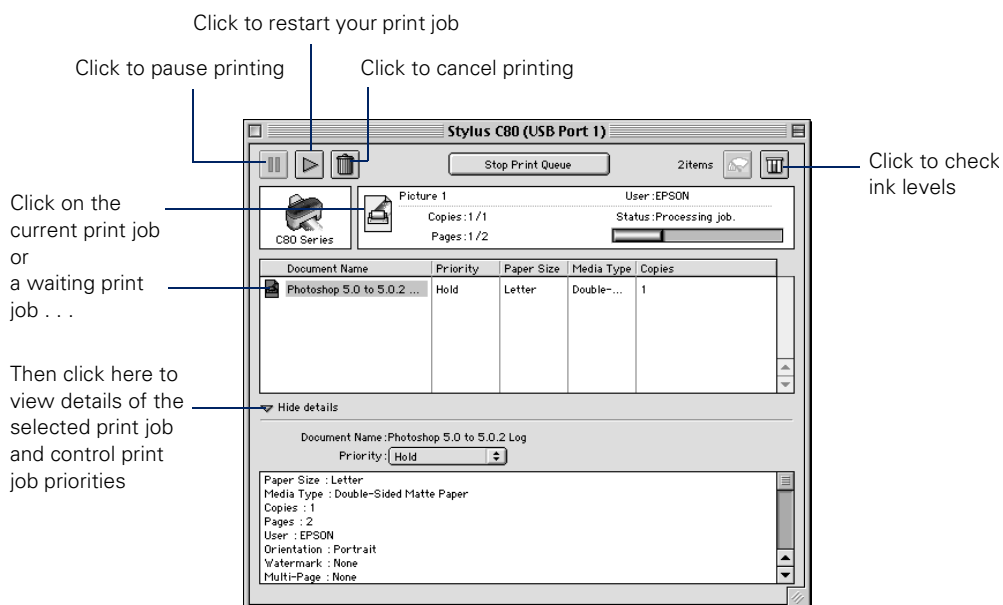 Click to restart your print job
Click to pause printing
Click to cancel printing
Stylus C80 (USB Port 1)
Stop Print Queue
2items
Click to check
ink levels
Click on the
current print job
or
a waiting print
job . . .
C80 Series
Picture 1
User :EPSON
Copies :1/1
Status :Processing job.
Pages :1/2
Document Name Priority Paper Size Media Type Copies
Photoshop 5.0 to 5.0.2 ... Hold Letter Double-... 1
Then click here to
view details of the
selected print job
and control print
job priorities
Hide details
Document Name :Photoshop 5.0 to 5.0.2 Log
Priority : Hold
Paper Size : Letter
Media Type : Double-Sided Matte Paper
Copies : 1
Pages : 2
User : EPSON
Orientation : Portrait
Watermark : None
Multi-Page : None